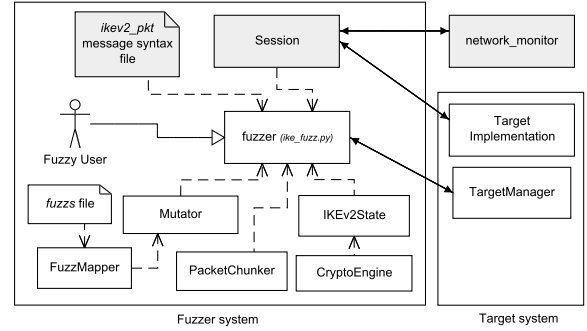 ikev2_pkt
message syntax
file
Session
network_monitor
Fuzzy User
fuzzer (ike_fuzz.py)
Target
Implementation
TargetManager
fuzzs file
Mutator
IKEv2State
FuzzMapper
PacketChunker
CryptoEngine
Fuzzer system
Target system